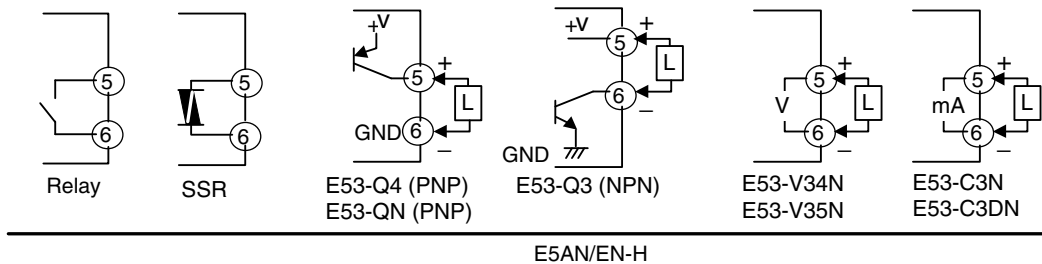 +V
+V
5
5
5
+
5
+
5
+
5
+
L
L
V
L
mA
L
6
6
GND
6
−
6
−
6
−
6
−
GND
Relay
SSR
E53-Q4 (PNP)
E53-QN (PNP)
E53-Q3 (NPN)
E53-V34N
E53-V35N
E53-C3N
E53-C3DN
E5AN/EN-H